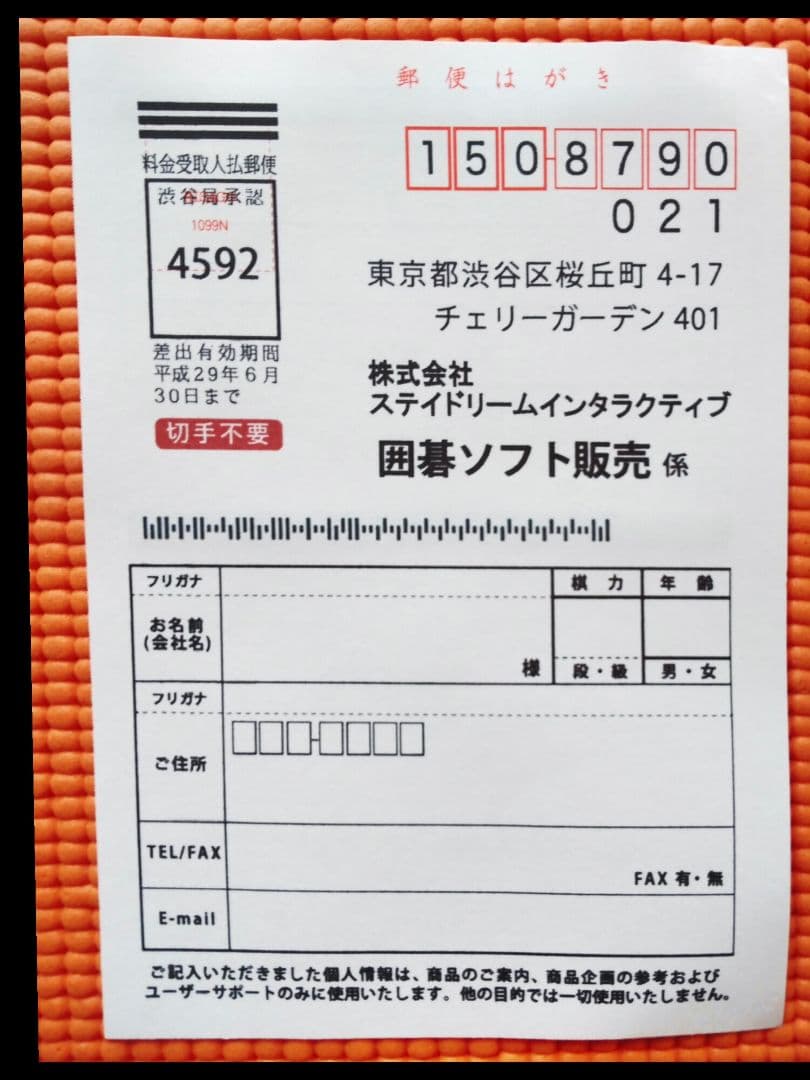 郵便はがき
料金受取人払郵便
渋谷局承認
1099N
4592
差出有効期間
平成29年6月
30日まで
切手不要
150-8790
021
東京都渋谷区桜丘町 4-17
チェリーガーデン 401
株式会社
ステイドリームインタラクティブ
囲碁ソフト販売 係
フリガナ
お名前
(会社名)
様
棋力
段・級
年齢
男・女
フリガナ
ご住所
TEL/FAX
FAX 有・無
E-mail
ご記入いただきました個人情報は、商品のご案内、商品企画の参考および
ユーザーサポートのみに使用いたします。他の目的では一切使用いたしません。